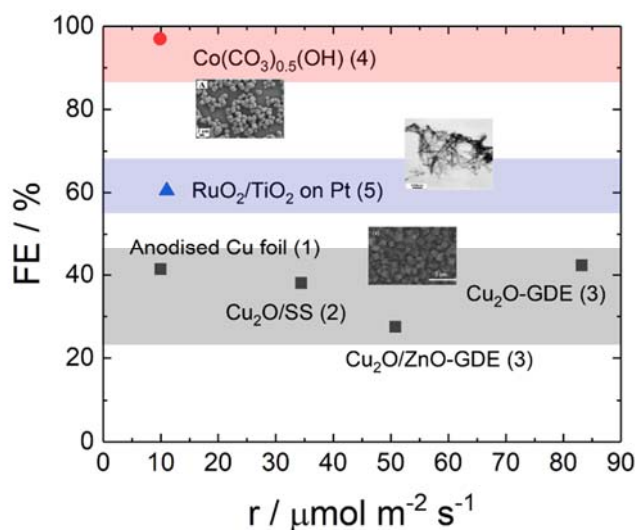 100
80
60
40
20
0
FE / %
Co(CO₃)₀.₅(OH) (4)
A
RuO₂/TiO₂ on Pt (5)
Anodised Cu foil (1)
Cu₂O/SS (2)
Cu₂O-GDE (3)
Cu₂O/ZnO-GDE (3)
0 10 20 30 40 50 60 70 80 90
r / μmol m⁻² s⁻¹